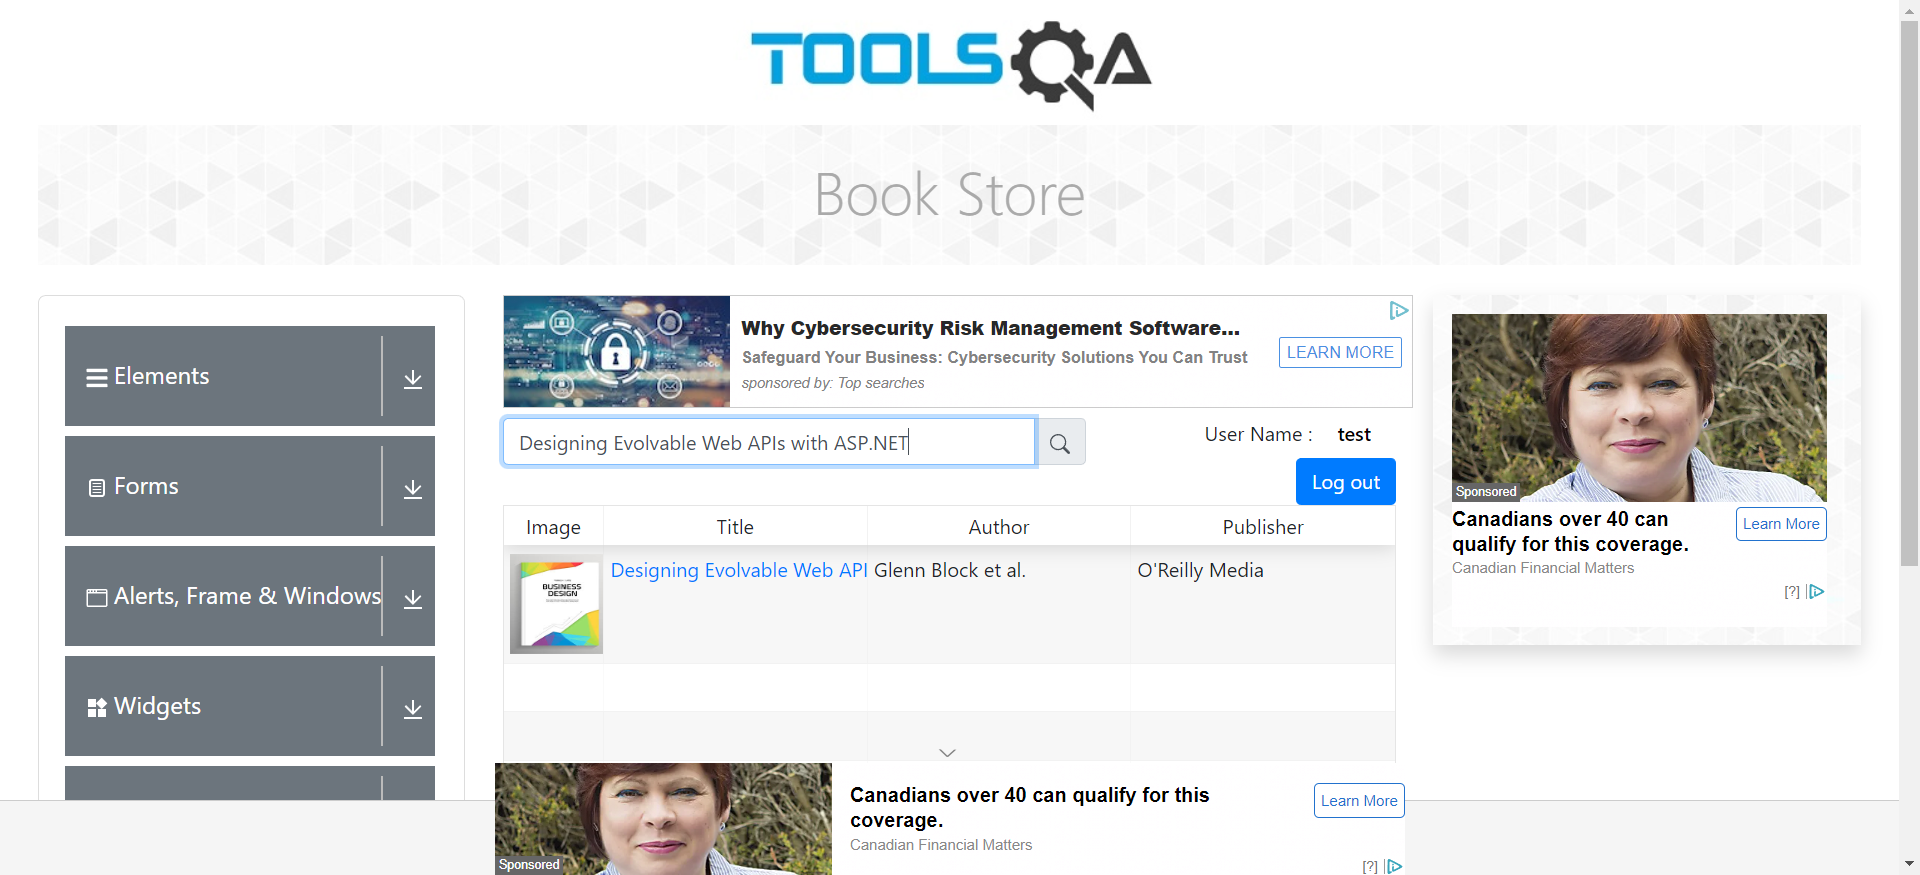 TOOLSQA
Book Store
Elements
Forms
Alerts, Frame & Windows
Widgets
Why Cybersecurity Risk Management Software...
Safeguard Your Business: Cybersecurity Solutions You Can Trust
sponsored by: Top searches
LEARN MORE
Designing Evolvable Web APIs with ASP.NET
User Name : test
Log out
Image Title Author Publisher
BUSINESS
DESIGN
Designing Evolvable Web API Glenn Block et al. O'Reilly Media
Sponsored
Canadians over 40 can
qualify for this coverage.
Learn More
Canadian Financial Matters
[?]
Canadians over 40 can qualify for this
coverage.
Canadian Financial Matters
Learn More
Sponsored
[?]